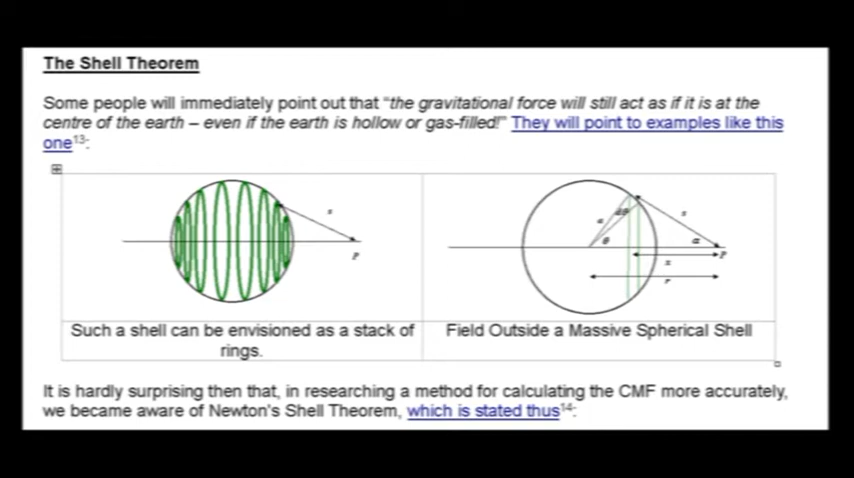 The Shell Theorem
Some people will immediately point out that "the gravitational force will still act as if it is at the
centre of the earth – even if the earth is hollow or gas-filled!" They will point to examples like this
one13:
s
P
a
dθ
θ
s
α
P
x
r
Such a shell can be envisioned as a stack of
rings.
Field Outside a Massive Spherical Shell
It is hardly surprising then that, in researching a method for calculating the CMF more accurately,
we became aware of Newton's Shell Theorem, which is stated thus14: